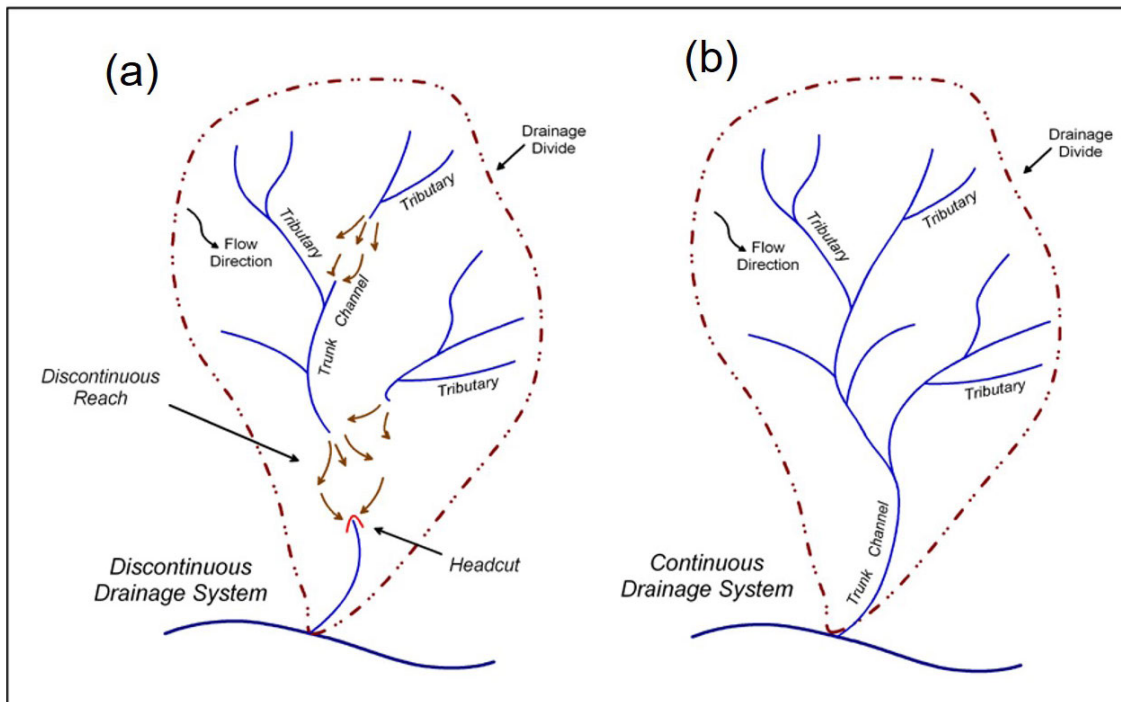 (a)
Drainage
Divide
Tributary
Tributary
Flow
Direction
Trunk Channel
Discontinuous
Reach
Tributary
Headcut
Discontinuous
Drainage System
(b)
Drainage
Divide
Tributary
Tributary
Flow
Direction
Tributary
Trunk Channel
Continuous
Drainage System